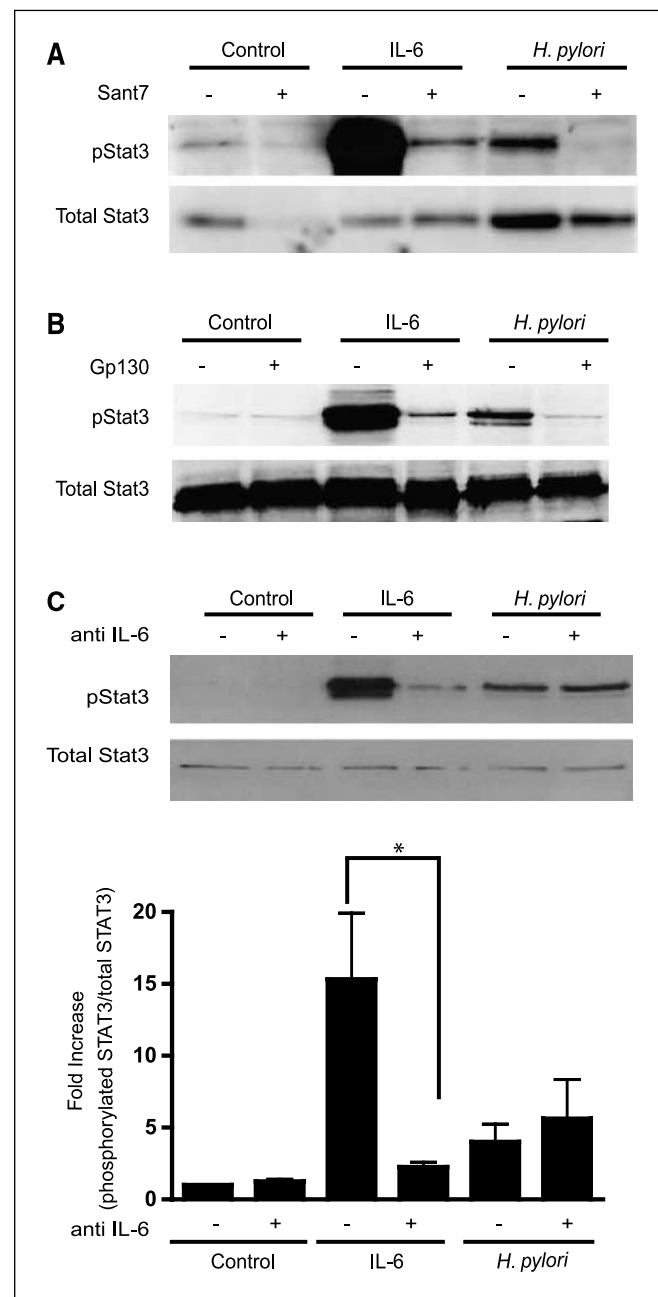 A
Control IL-6 H. pylori
Sant7 - + - + - +
pStat3
Total Stat3
B
Control IL-6 H. pylori
Gp130 - + - + - +
pStat3
Total Stat3
C
Control IL-6 H. pylori
anti IL-6 - + - + - +
pStat3
Total Stat3
*
Fold Increase
(phosphorylated STAT3/total STAT3)
20
15
10
5
0
anti IL-6 - + - + - +
Control IL-6 H. pylori